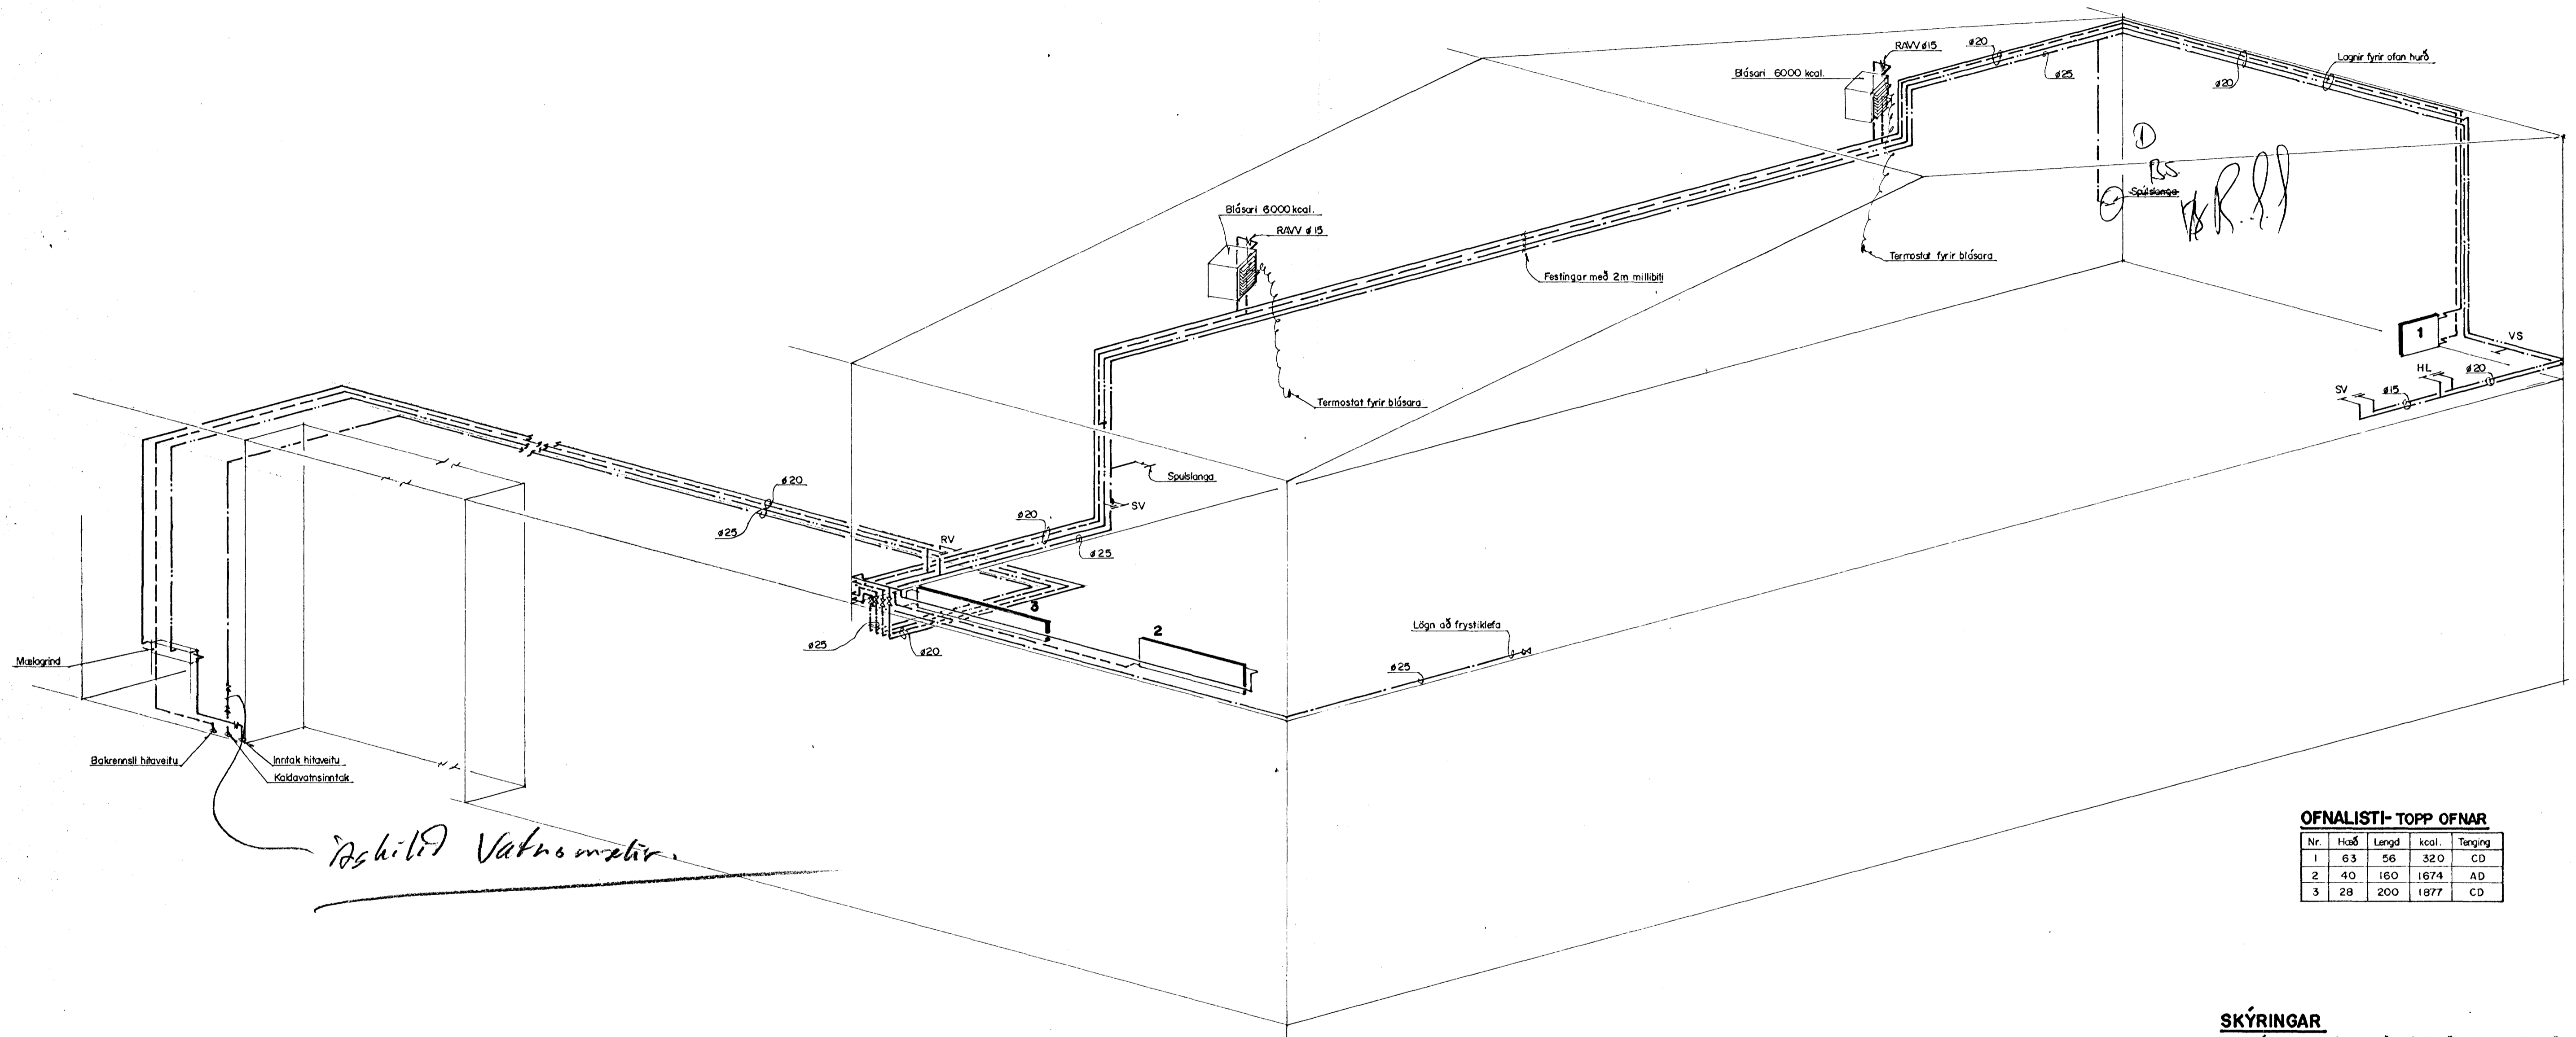 RAVV ø15
ø20
Lagnir fyrir ofan hurð
Blásari 6000 kcal.
ø25
ø20
Spúlslanga
Blásari 6000 kcal.
RAVV ø 15
Termostat fyrir blásara
Festingar með 2m millibili
1
VS
HL
ø20
SV
ø15
Termostat fyrir blásara
Spulslanga
ø20
SV
ø25
ø20
RV
ø25
3
2
Lögn að frystiklefa
ø25
ø20
ø25
Mælagrind
Bakrennsli hitaveitu
Inntak hitaveitu
Kaldavatnsinntak
Áskilið Vatnsmælir.
OFNALISTI- TOPP OFNAR
Nr. Hæð Lengd kcal. Tenging
1 63 56 320 CD
2 40 160 1674 AD
3 28 200 1877 CD
SKÝRINGAR